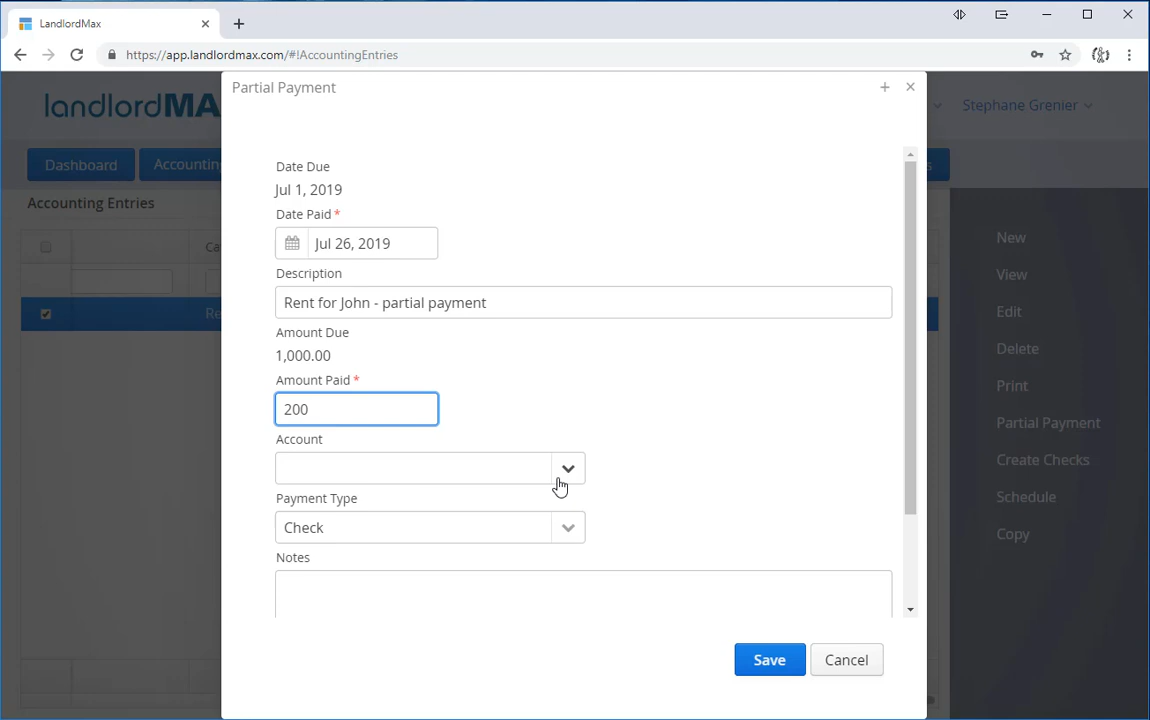 LandlordMax
https://app.landlordmax.com/#!AccountingEntries
Partial Payment
landlordMA
Stephane Grenier
Dashboard
Accounting Entries
New
View
Edit
Delete
Print
Partial Payment
Create Checks
Schedule
Copy
Date Due
Jul 1, 2019
Date Paid *
Jul 26, 2019
Description
Rent for John - partial payment
Amount Due
1,000.00
Amount Paid *
200
Account
Payment Type
Check
Notes
Save
Cancel